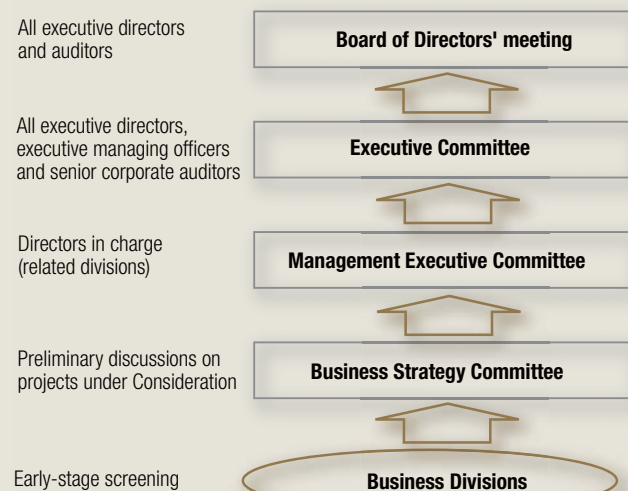 All executive directors
and auditors
Board of Directors' meeting
All executive directors,
executive managing officers
and senior corporate auditors
Executive Committee
Directors in charge
(related divisions)
Management Executive Committee
Preliminary discussions on
projects under Consideration
Business Strategy Committee
Early-stage screening
Business Divisions